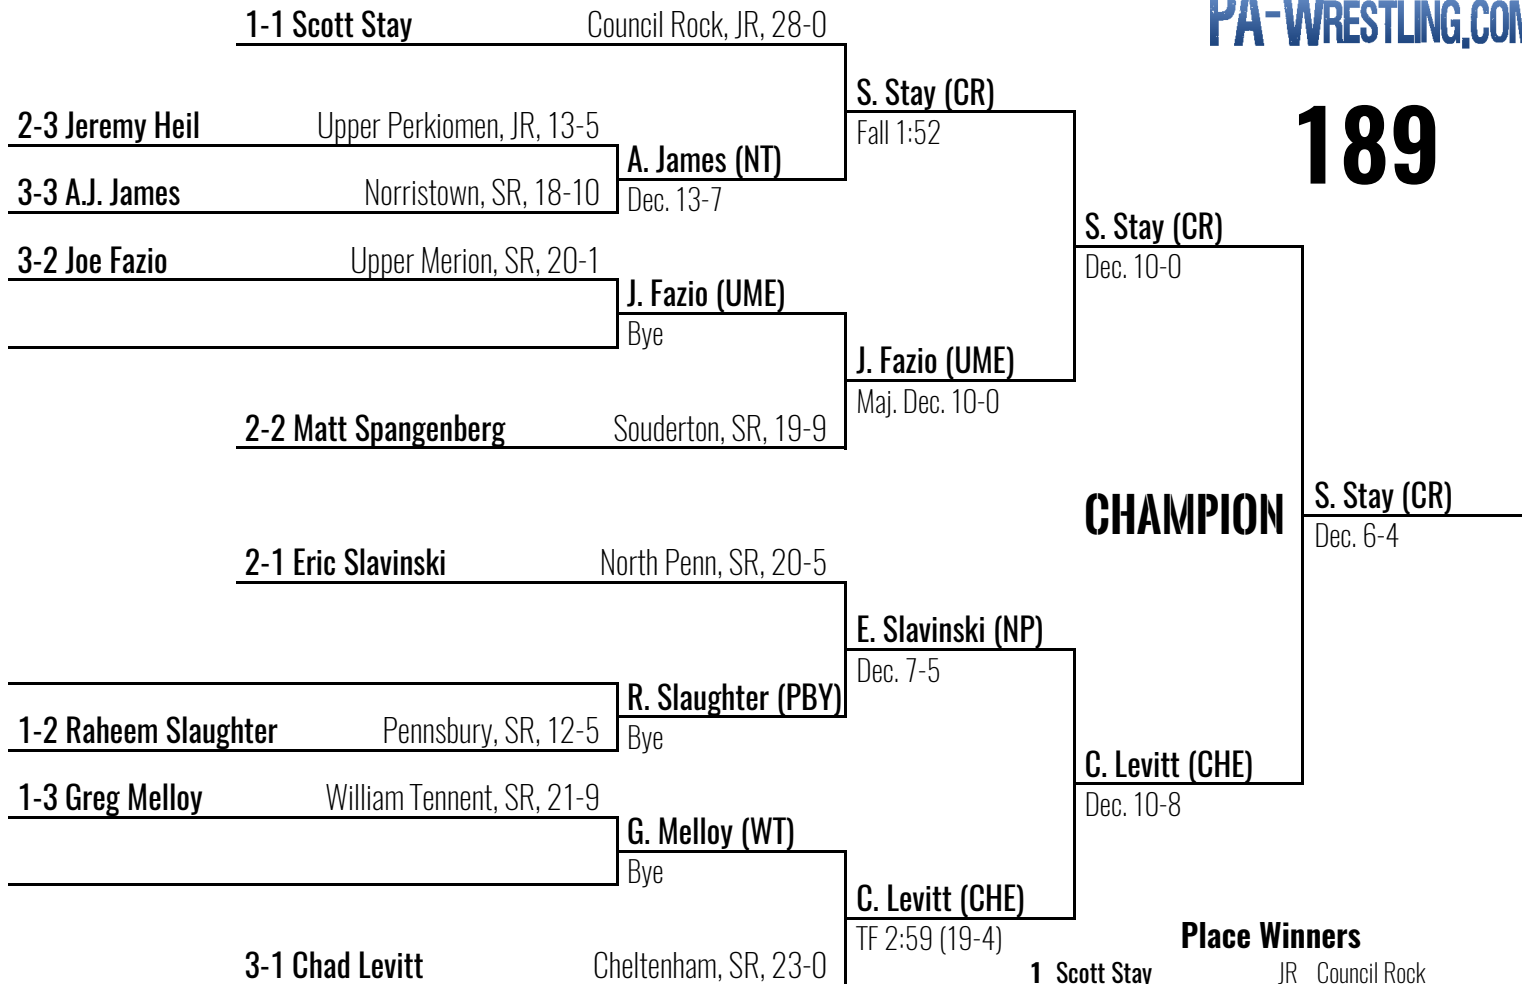 PA-WRESTLING.COM
189
1-1 Scott Stay Council Rock, JR, 28-0
S. Stay (CR)
Fall 1:52
2-3 Jeremy Heil Upper Perkiomen, JR, 13-5
A. James (NT)
Dec. 13-7
3-3 A.J. James Norristown, SR, 18-10
S. Stay (CR)
Dec. 10-0
3-2 Joe Fazio Upper Merion, SR, 20-1
J. Fazio (UME)
Bye
J. Fazio (UME)
Maj. Dec. 10-0
2-2 Matt Spangenberg Souderton, SR, 19-9
CHAMPION
S. Stay (CR)
Dec. 6-4
2-1 Eric Slavinski North Penn, SR, 20-5
E. Slavinski (NP)
Dec. 7-5
R. Slaughter (PBY)
Bye
1-2 Raheem Slaughter Pennsbury, SR, 12-5
C. Levitt (CHE)
Dec. 10-8
1-3 Greg Melloy William Tennent, SR, 21-9
G. Melloy (WT)
Bye
C. Levitt (CHE)
TF 2:59 (19-4)
3-1 Chad Levitt Cheltenham, SR, 23-0
Place Winners
1 Scott Stay JR Council Rock